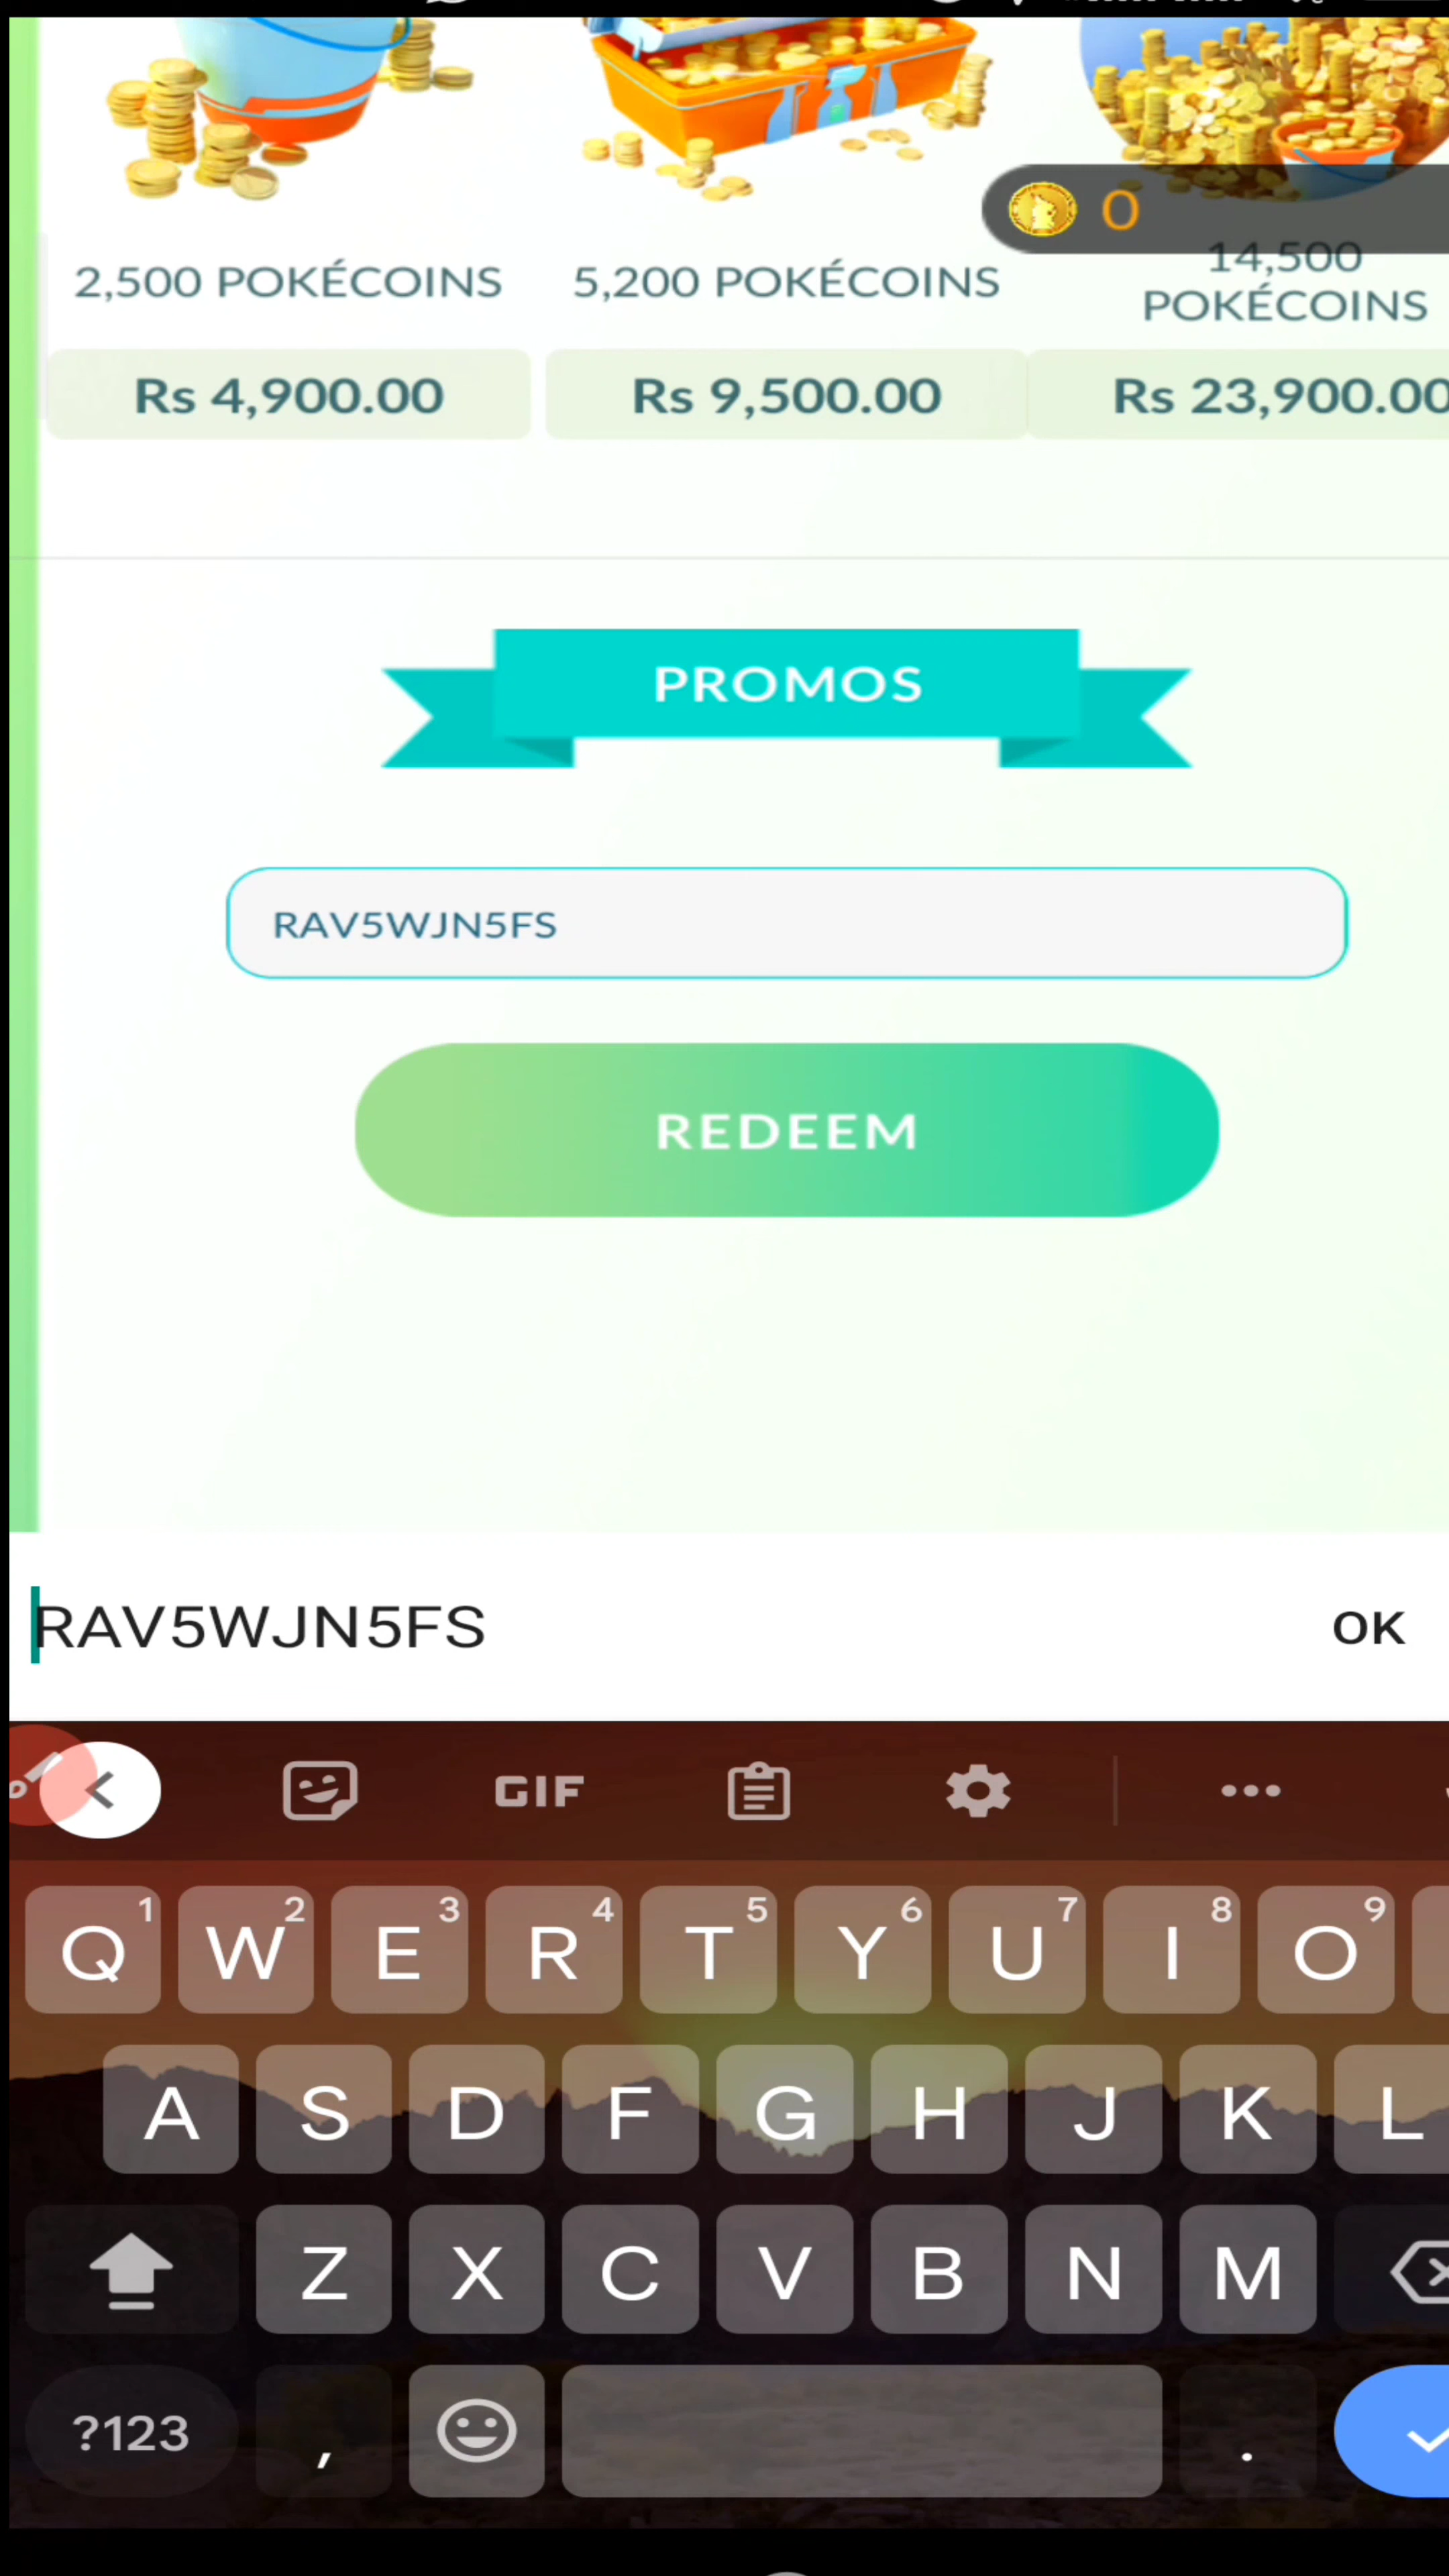 0
2,500 POKÉCOINS
5,200 POKÉCOINS
14,500
POKÉCOINS
Rs 4,900.00
Rs 9,500.00
Rs 23,900.00
PROMOS
RAV5WJN5FS
REDEEM
RAV5WJN5FS
OK
GIF
1 2 3 4 5 6 7 8 9
Q W E R T Y U I O
A S D F G H J K L
Z X C V B N M
?123 , .